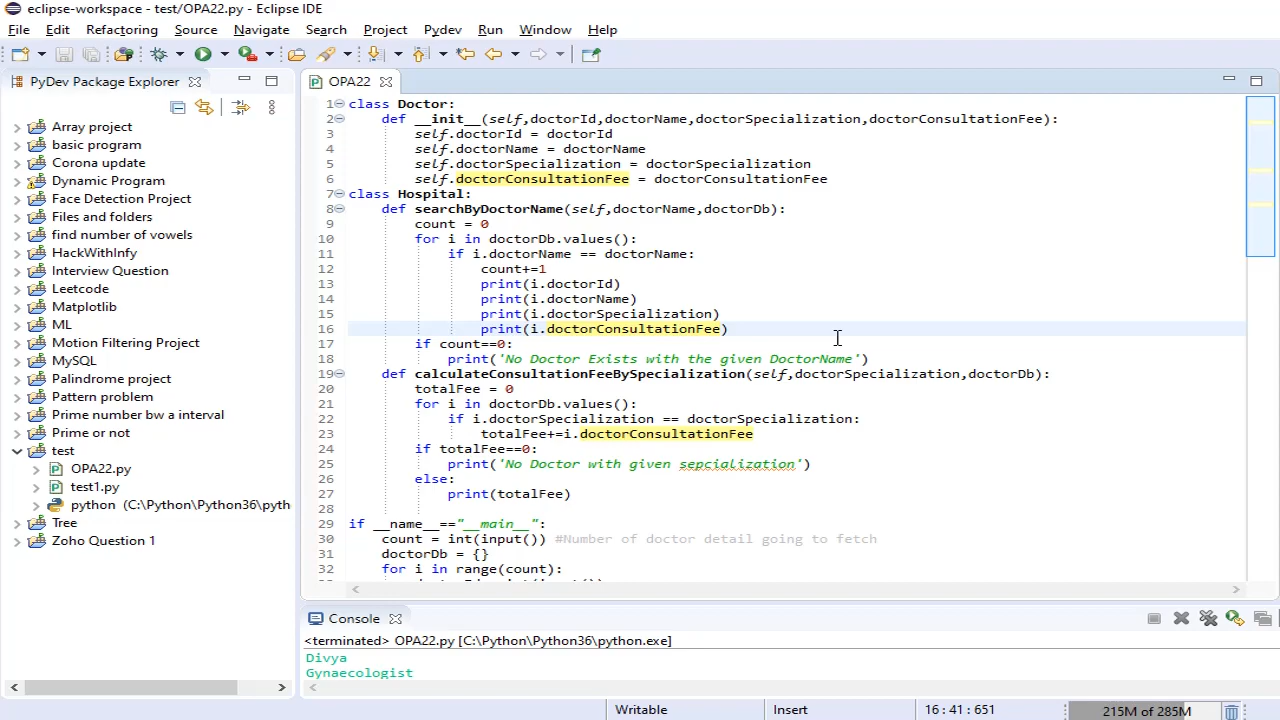 eclipse-workspace - test/OPA22.py - Eclipse IDE
File Edit Refactoring Source Navigate Search Project Pydev Run Window Help
PyDev Package Explorer
Array project
basic program
Corona update
Dynamic Program
Face Detection Project
Files and folders
find number of vowels
HackWithInfy
Interview Question
Leetcode
Matplotlib
ML
Motion Filtering Project
MySQL
Palindrome project
Pattern problem
Prime number bw a interval
Prime or not
test
OPA22.py
test1.py
python (C:\Python\Python36\pyth
Tree
Zoho Question 1
OPA22
1 class Doctor:
2 def __init__(self,doctorId,doctorName,doctorSpecialization,doctorConsultationFee):
3 self.doctorId = doctorId
4 self.doctorName = doctorName
5 self.doctorSpecialization = doctorSpecialization
6 self.doctorConsultationFee = doctorConsultationFee
7 class Hospital:
8 def searchByDoctorName(self,doctorName,doctorDb):
9 count = 0
10 for i in doctorDb.values():
11 if i.doctorName == doctorName:
12 count+=1
13 print(i.doctorId)
14 print(i.doctorName)
15 print(i.doctorSpecialization)
16 print(i.doctorConsultationFee)
17 if count==0:
18 print('No Doctor Exists with the given DoctorName')
19 def calculateConsultationFeeBySpecialization(self,doctorSpecialization,doctorDb):
20 totalFee = 0
21 for i in doctorDb.values():
22 if i.doctorSpecialization == doctorSpecialization:
23 totalFee+=i.doctorConsultationFee
24 if totalFee==0:
25 print('No Doctor with given sepcialization')
26 else:
27 print(totalFee)
28
29 if __name__=="__main__":
30 count = int(input()) #Number of doctor detail going to fetch
31 doctorDb = {}
32 for i in range(count):
Console
<terminated> OPA22.py [C:\Python\Python36\python.exe]
Divya
Gynaecologist
Writable Insert 16 : 41 : 651 215M of 285M